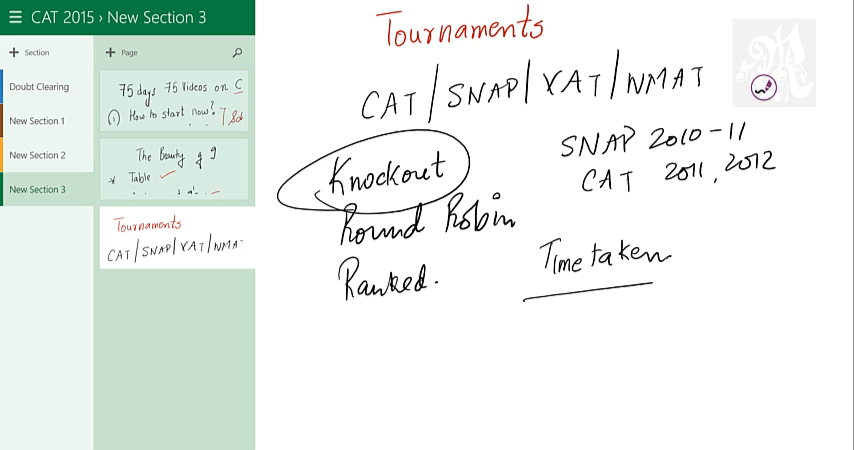 CAT 2015 › New Section 3
+ Section
+ Page
Doubt Clearing
New Section 1
New Section 2
New Section 3
75 days 75 Videos on C
① How to start now?
The Beauty of 9
* Table
Tournaments
CAT/SNAP/XAT/NMAT
Tournaments
CAT/SNAP/XAT/NMAT
Knockout
Round Robin
Ranked.
SNAP 2010-11
CAT 2011, 2012
Time taken